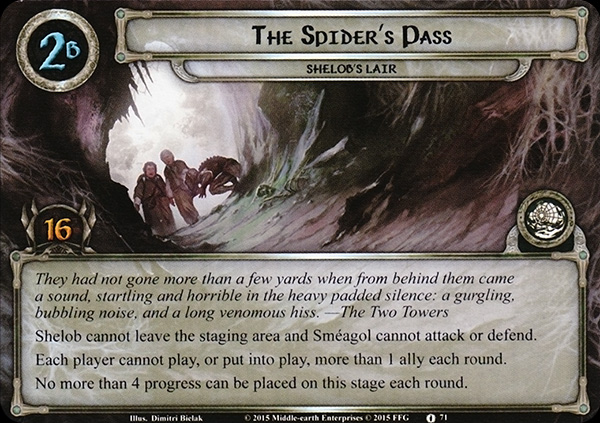 2B
THE SPIDER'S PASS
SHELOB'S LAIR
16
They had not gone more than a few yards when from behind them came
a sound, startling and horrible in the heavy padded silence: a gurgling,
bubbling noise, and a long venomous hiss. —The Two Towers
Shelob cannot leave the staging area and Sméagol cannot attack or defend.
Each player cannot play, or put into play, more than 1 ally each round.
No more than 4 progress can be placed on this stage each round.
Illus. Dimitri Bielak © 2015 Middle-earth Enterprises © 2015 FFG 71